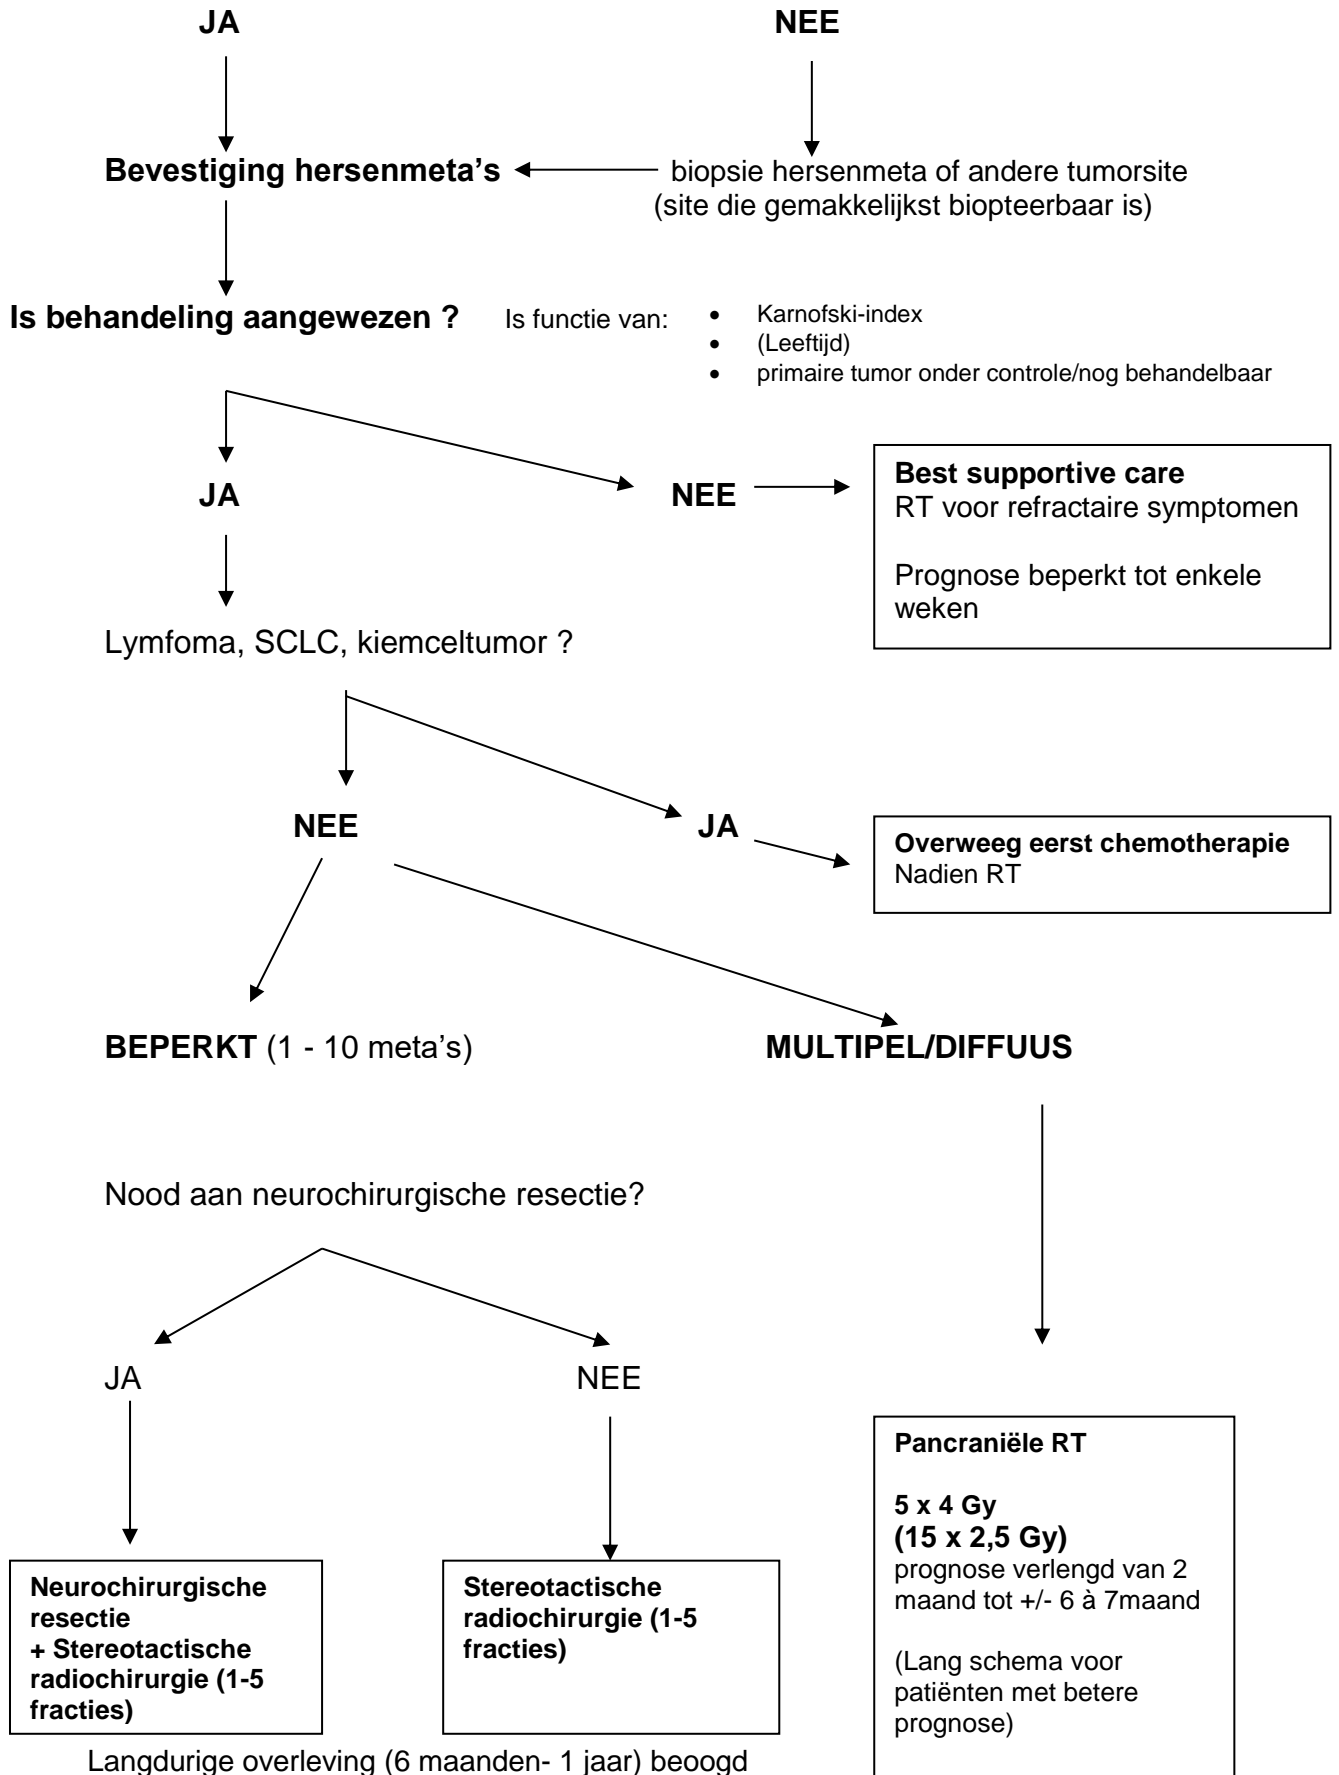 JA
NEE
Bevestiging hersenmeta’s
biopsie hersenmeta of andere tumorsite
(site die gemakkelijkst biopteerbaar is)
Is behandeling aangewezen ?
Is functie van:
• Karnofski-index
• (Leeftijd)
• primaire tumor onder controle/nog behandelbaar
JA
NEE
Best supportive care
RT voor refractaire symptomen
Prognose beperkt tot enkele
weken
Lymfoma, SCLC, kiemceltumor ?
NEE
JA
Overweeg eerst chemotherapie
Nadien RT
BEPERKT (1 - 10 meta’s)
MULTIPEL/DIFFUUS
Nood aan neurochirurgische resectie?
JA
NEE
Neurochirurgische
resectie
+ Stereotactische
radiochirurgie (1-5
fracties)
Stereotactische
radiochirurgie (1-5
fracties)
Pancraniële RT
5 x 4 Gy
(15 x 2,5 Gy)
prognose verlengd van 2
maand tot +/- 6 à 7maand
(Lang schema voor
patiënten met betere
prognose)
Langdurige overleving (6 maanden- 1 jaar) beoogd